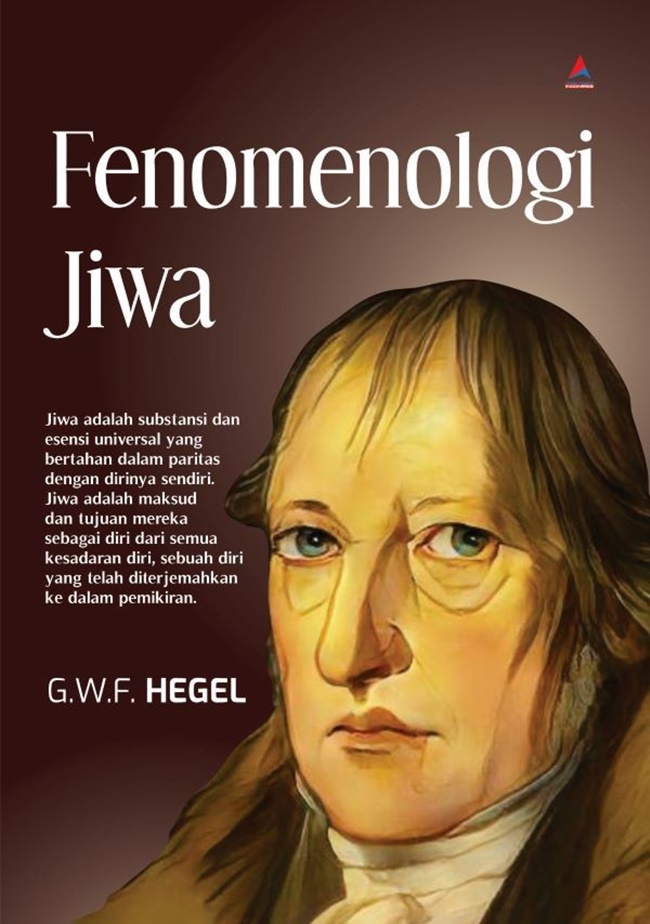 Fenomenologi
Jiwa
Jiwa adalah substansi dan
esensi universal yang
bertahan dalam paritas
dengan dirinya sendiri.
Jiwa adalah maksud
dan tujuan mereka
sebagai diri dari semua
kesadaran diri, sebuah diri
yang telah diterjemahkan
ke dalam pemikiran.
G.W.F. HEGEL